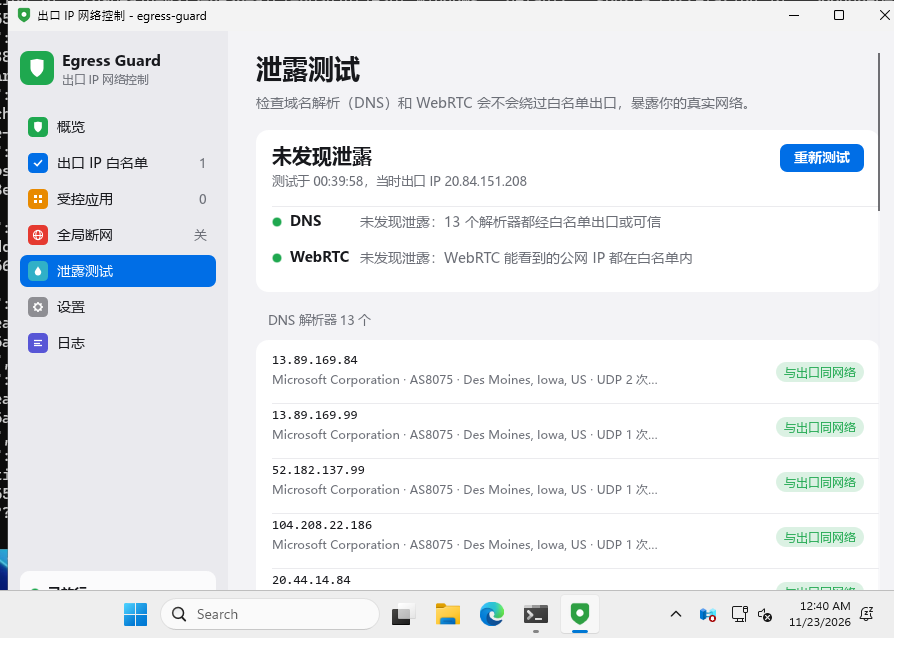 出口 IP 网络控制 - egress-guard
Egress Guard
出口 IP 网络控制
概览
出口 IP 白名单 1
受控应用 0
全局断网 关
泄露测试
设置
日志
泄露测试
检查域名解析（DNS）和 WebRTC 会不会绕过白名单出口，暴露你的真实网络。
未发现泄露
重新测试
测试于 00:39:58，当时出口 IP 20.84.151.208
DNS 未发现泄露：13 个解析器都经白名单出口或可信
WebRTC 未发现泄露：WebRTC 能看到的公网 IP 都在白名单内
DNS 解析器 13 个
13.89.169.84
Microsoft Corporation · AS8075 · Des Moines, Iowa, US · UDP 2 次...
与出口同网络
13.89.169.99
Microsoft Corporation · AS8075 · Des Moines, Iowa, US · UDP 1 次...
与出口同网络
52.182.137.99
Microsoft Corporation · AS8075 · Des Moines, Iowa, US · UDP 1 次...
与出口同网络
104.208.22.186
Microsoft Corporation · AS8075 · Des Moines, Iowa, US · UDP 1 次...
与出口同网络
20.44.14.84
Search
12:40 AM
11/23/2026